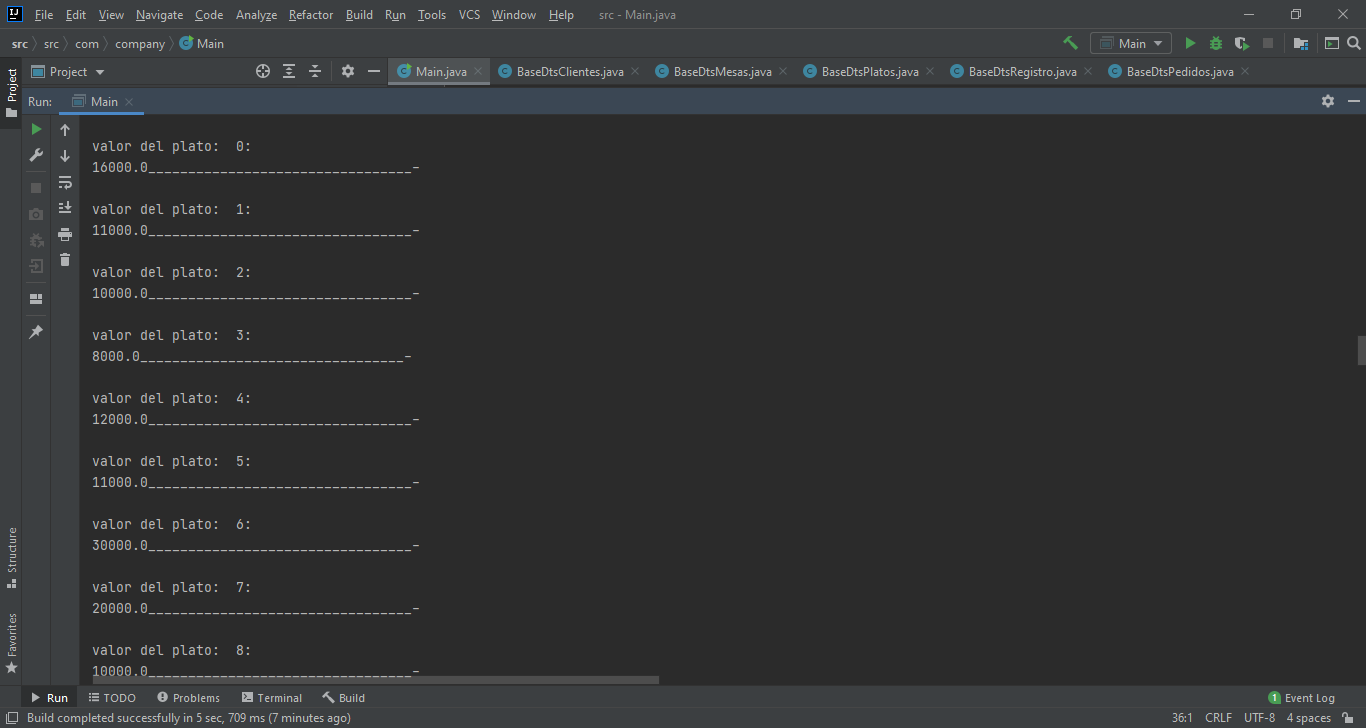 File Edit View Navigate Code Analyze Refactor Build Run Tools VCS Window Help src - Main.java
src src com company Main Main
Project Main.java BaseDtsClientes.java BaseDtsMesas.java BaseDtsPlatos.java BaseDtsRegistro.java BaseDtsPedidos.java
Project
Run: Main
valor del plato:  0:
16000.0_________________________________-
valor del plato:  1:
11000.0_________________________________-
valor del plato:  2:
10000.0_________________________________-
valor del plato:  3:
8000.0_________________________________-
valor del plato:  4:
12000.0_________________________________-
valor del plato:  5:
11000.0_________________________________-
valor del plato:  6:
30000.0_________________________________-
valor del plato:  7:
20000.0_________________________________-
valor del plato:  8:
10000.0_________________________________-
Structure
Favorites
Run TODO Problems Terminal Build 1 Event Log
Build completed successfully in 5 sec, 709 ms (7 minutes ago) 36:1 CRLF UTF-8 4 spaces